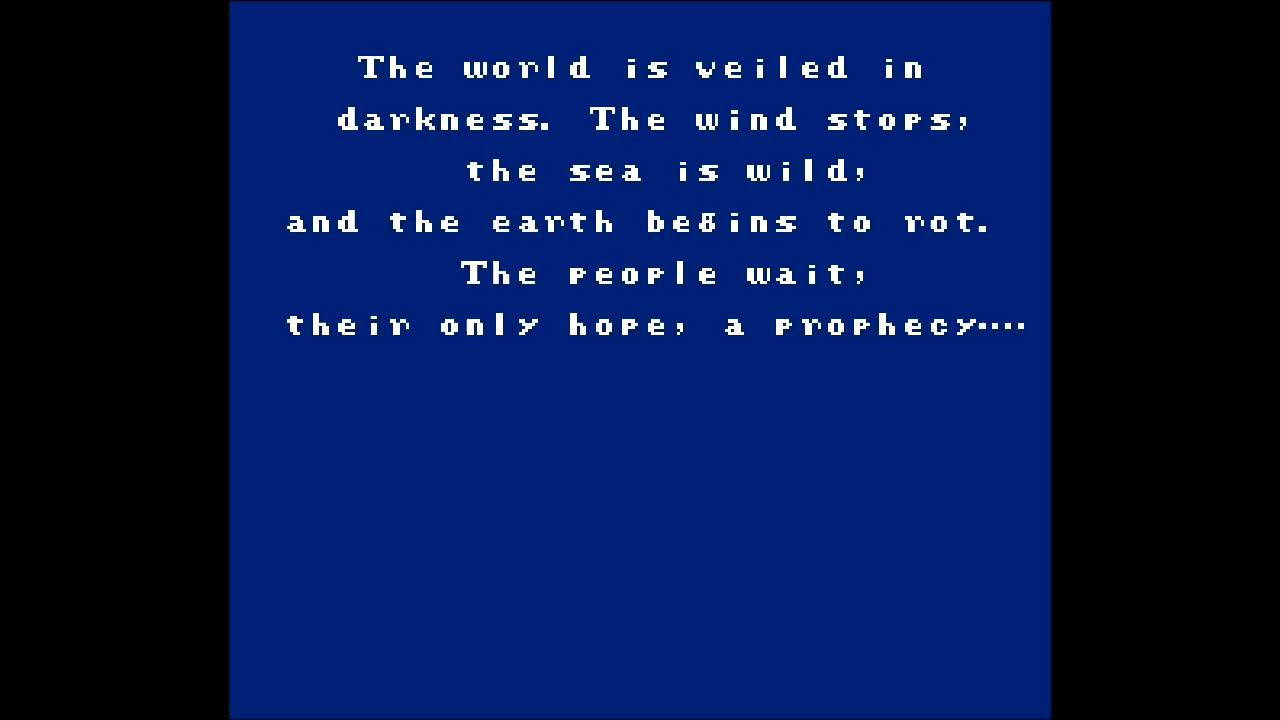 The world is veiled in
darkness. The wind stops,
the sea is wild,
and the earth begins to rot.
The people wait,
their only hope, a prophecy....